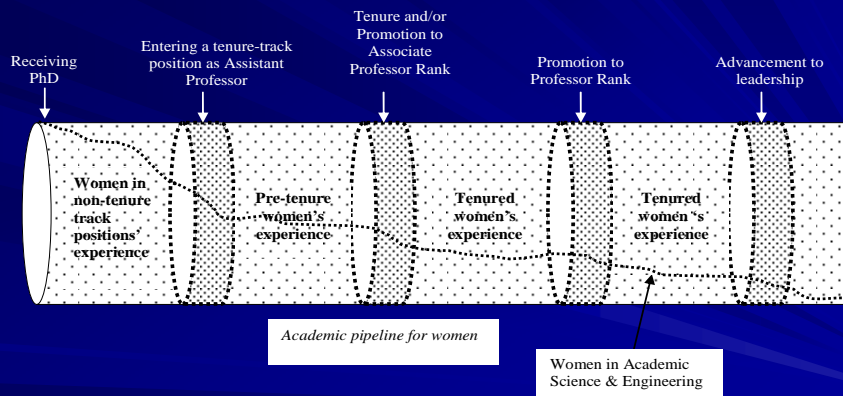 Receiving
PhD
Entering a tenure-track
position as Assistant
Professor
Tenure and/or
Promotion to
Associate
Professor Rank
Promotion to
Professor Rank
Advancement to
leadership
Women in
non-tenure
track
positions'
experience
Pre-tenure
women's
experience
Tenured
women's
experience
Tenured
women's
experience
Academic pipeline for women
Women in Academic
Science & Engineering